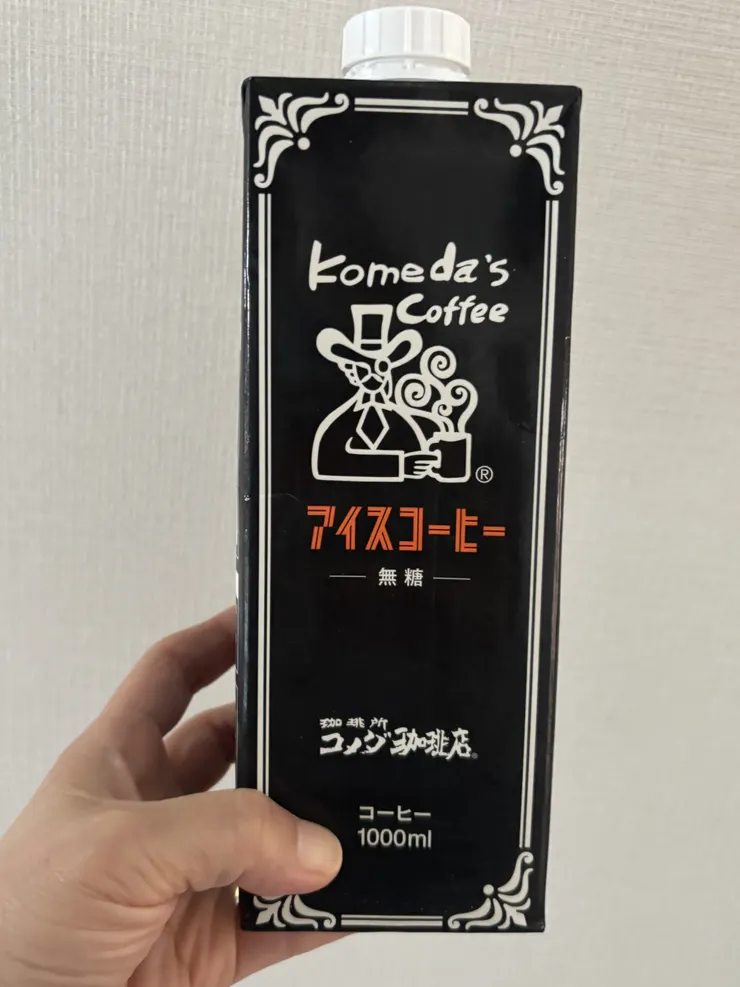 Komeda's
Coffee
®
アイスコーヒー
無糖
珈琲所
コメダ珈琲店®
コーヒー
1000ml